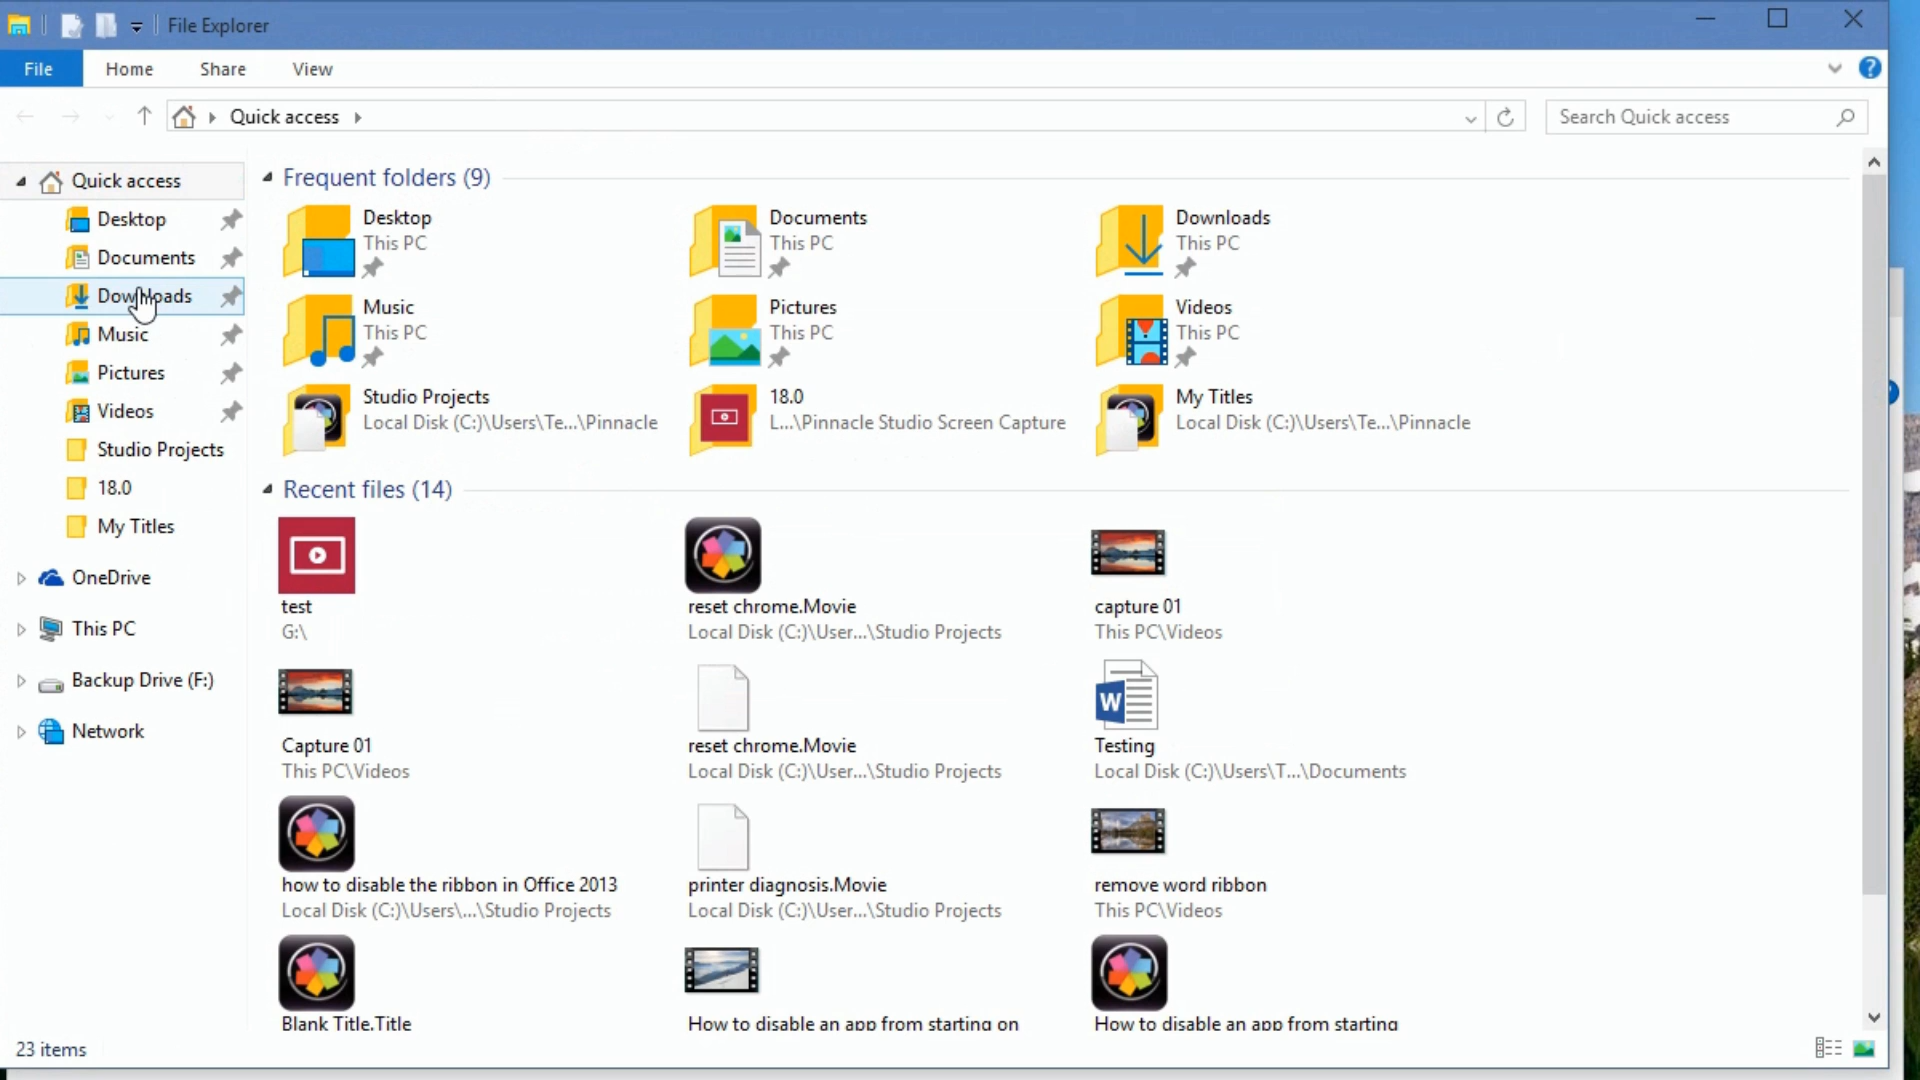 File Explorer
File Home Share View
Quick access
Search Quick access
Quick access
Desktop
Documents
Downloads
Music
Pictures
Videos
Studio Projects
18.0
My Titles
OneDrive
This PC
Backup Drive (F:)
Network
Frequent folders (9)
Desktop
This PC
Documents
This PC
Downloads
This PC
Music
This PC
Pictures
This PC
Videos
This PC
Studio Projects
Local Disk (C:)\Users\Te...\Pinnacle
18.0
L...\Pinnacle Studio Screen Capture
My Titles
Local Disk (C:)\Users\Te...\Pinnacle
Recent files (14)
test
G:\
reset chrome.Movie
Local Disk (C:)\User...\Studio Projects
capture 01
This PC\Videos
Capture 01
This PC\Videos
reset chrome.Movie
Local Disk (C:)\User...\Studio Projects
Testing
Local Disk (C:)\Users\T...\Documents
how to disable the ribbon in Office 2013
Local Disk (C:)\Users\...\Studio Projects
printer diagnosis.Movie
Local Disk (C:)\User...\Studio Projects
remove word ribbon
This PC\Videos
Blank Title.Title
How to disable an app from starting on
How to disable an app from starting
23 items